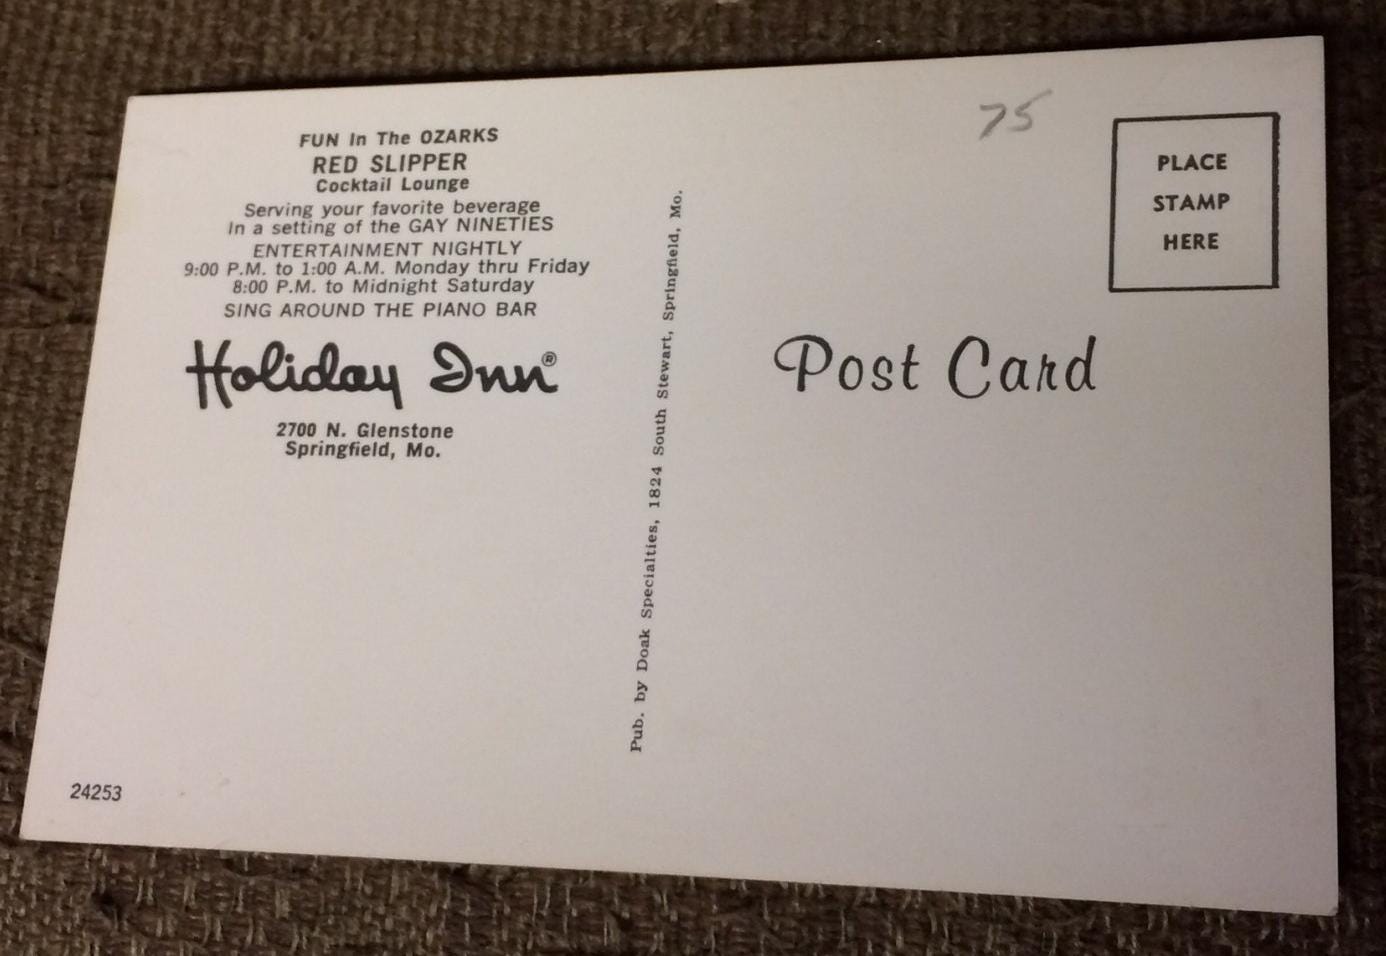 FUN In The OZARKS
RED SLIPPER
Cocktail Lounge
Serving your favorite beverage
In a setting of the GAY NINETIES
ENTERTAINMENT NIGHTLY
9:00 P.M. to 1:00 A.M. Monday thru Friday
8:00 P.M. to Midnight Saturday
SING AROUND THE PIANO BAR
Holiday Inn®
2700 N. Glenstone
Springfield, Mo.
24253
Pub. by Doak Specialties, 1824 South Stewart, Springfield, Mo.
75
PLACE
STAMP
HERE
Post Card